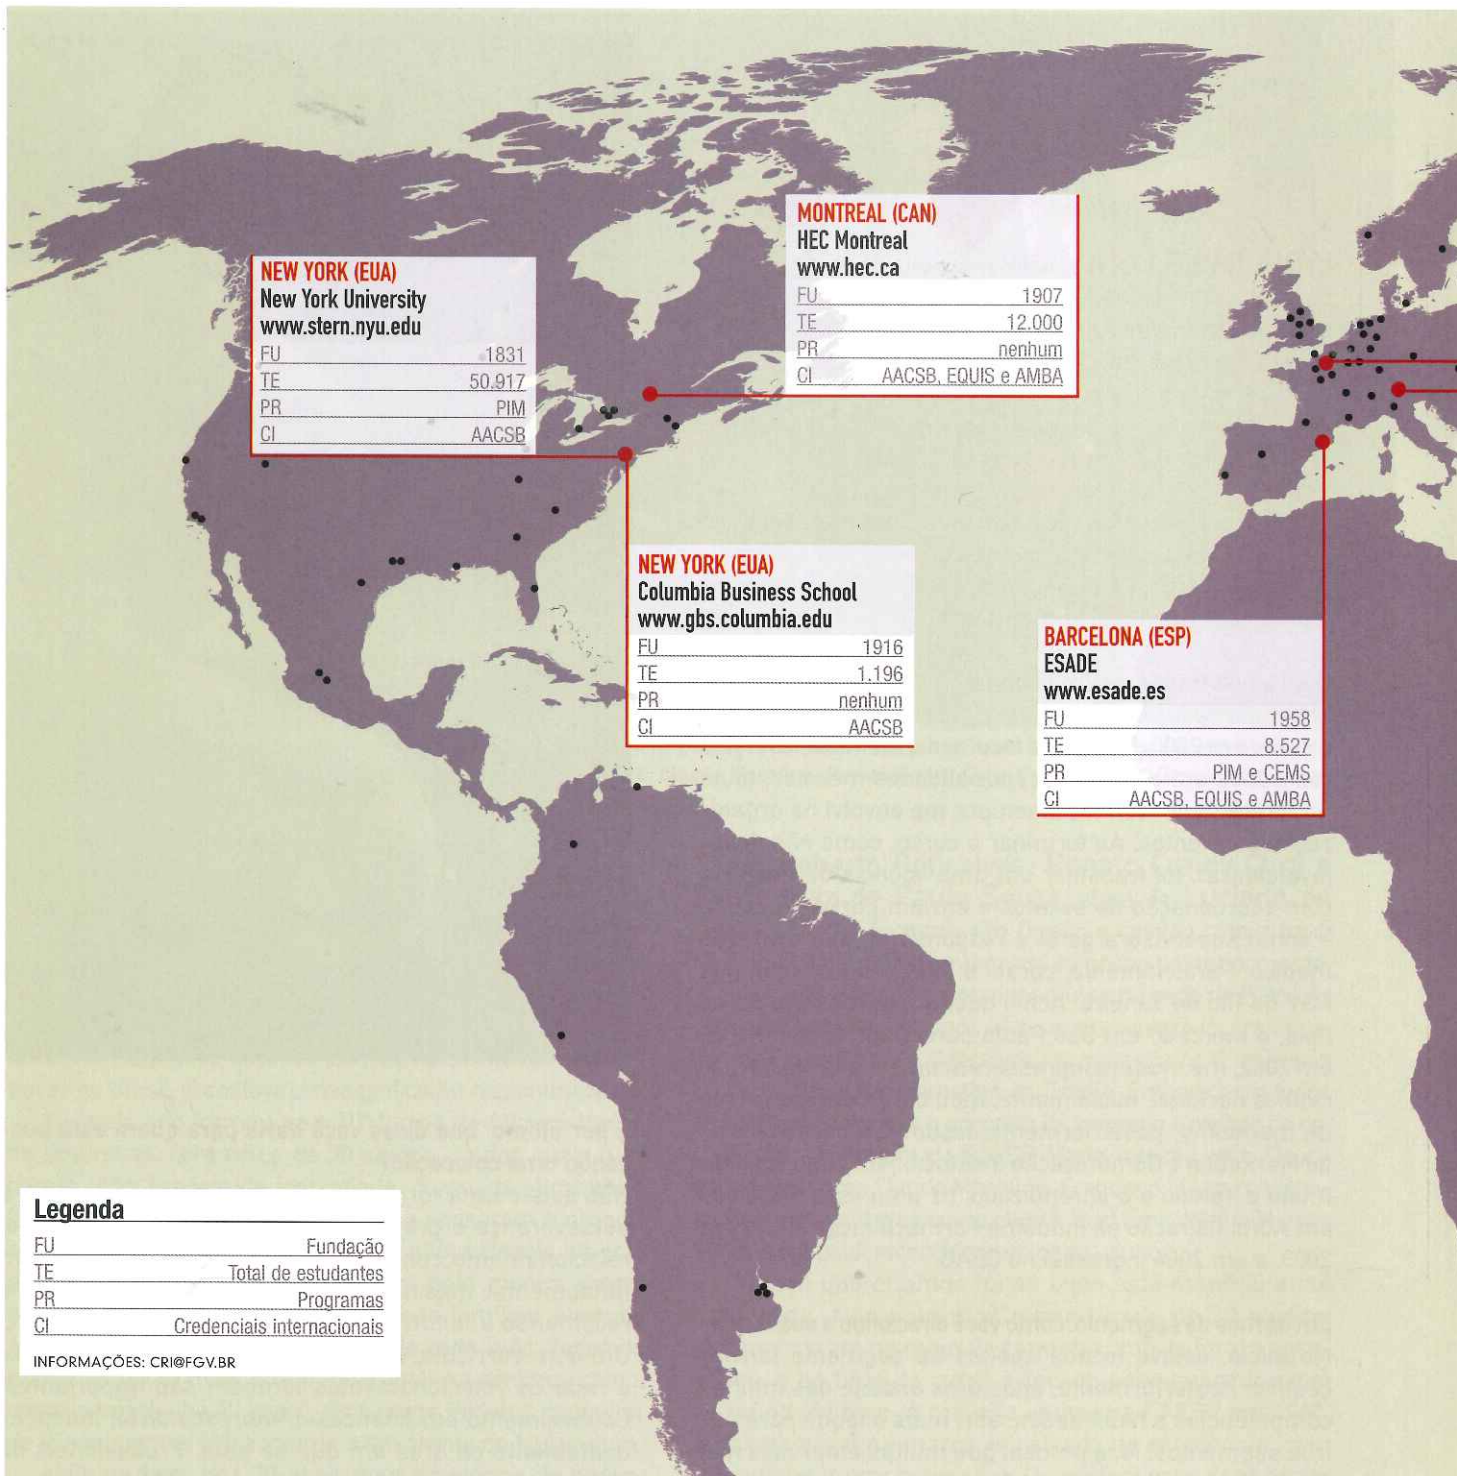 MONTREAL (CAN)
HEC Montreal
www.hec.ca
FU 1907
TE 12.000
PR nenhum
CI AACSB, EQUIS e AMBA
NEW YORK (EUA)
New York University
www.stern.nyu.edu
FU 1831
TE 50.917
PR PIM
CI AACSB
NEW YORK (EUA)
Columbia Business School
www.gbs.columbia.edu
FU 1916
TE 1.196
PR nenhum
CI AACSB
BARCELONA (ESP)
ESADE
www.esade.es
FU 1958
TE 8.527
PR PIM e CEMS
CI AACSB, EQUIS e AMBA
Legenda
FU Fundação
TE Total de estudantes
PR Programas
CI Credenciais internacionais
INFORMAÇÕES: CRI@FGV.BR